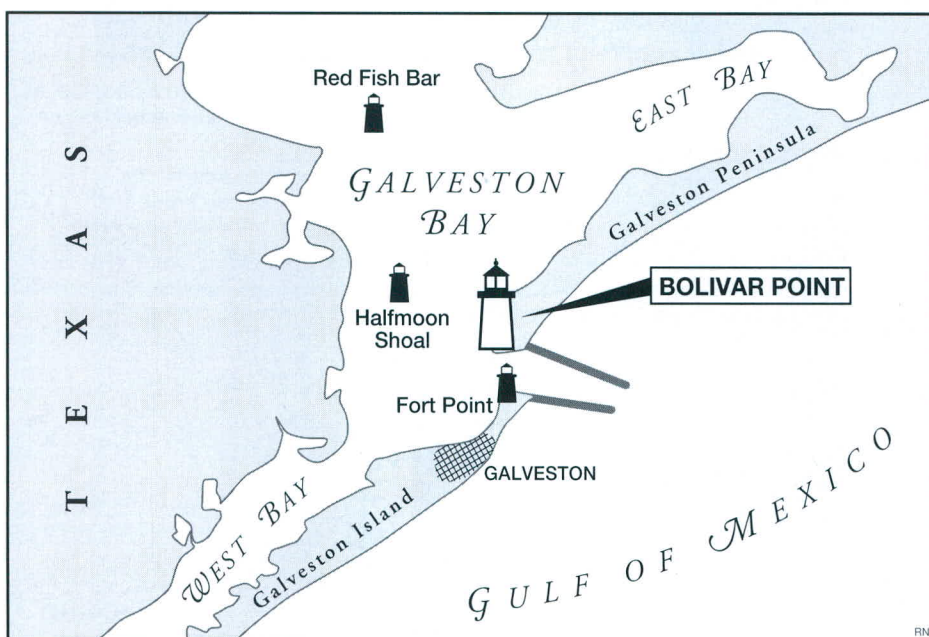 Red Fish Bar
EAST BAY
TEXAS
GALVESTON
BAY
Galveston Peninsula
BOLIVAR POINT
Halfmoon
Shoal
Fort Point
GALVESTON
WEST BAY
Galveston Island
GULF OF MEXICO
RN